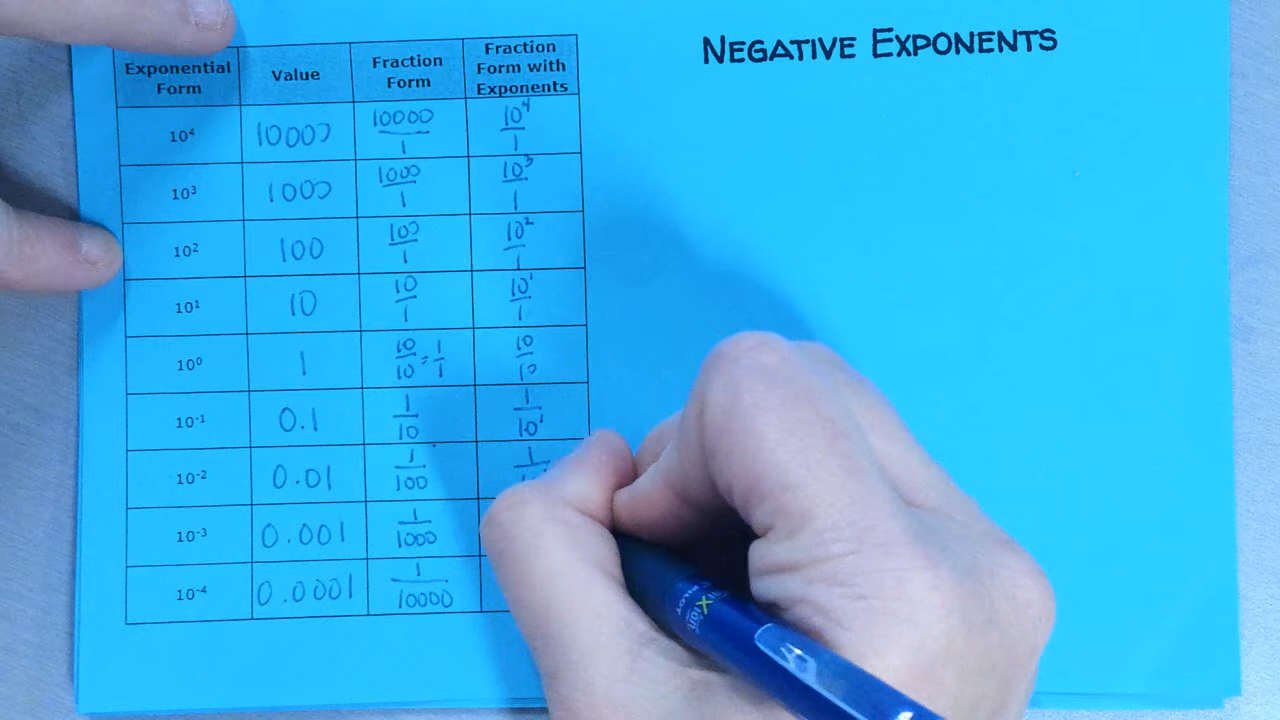 NEGATIVE EXPONENTS
Exponential Form | Value | Fraction Form | Fraction Form with Exponents
10⁴ | 10000 | 10000/1 | 10⁴/1
10³ | 1000 | 1000/1 | 10³/1
10² | 100 | 100/1 | 10²/1
10¹ | 10 | 10/1 | 10¹/1
10⁰ | 1 | 10/10 = 1/1 | 10/10
10⁻¹ | 0.1 | 1/10 | 1/10¹
10⁻² | 0.01 | 1/100 | 1/
10⁻³ | 0.001 | 1/1000
10⁻⁴ | 0.0001 | 1/10000
PILOT